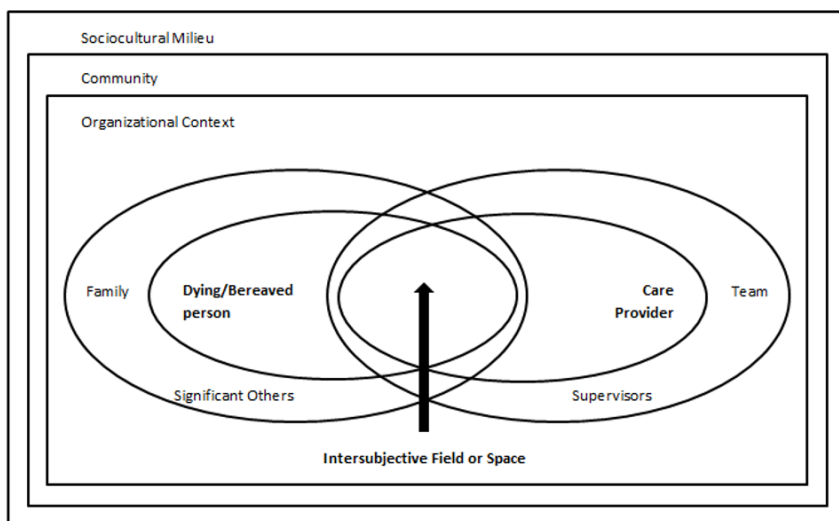 Sociocultural Milieu
Community
Organizational Context
Family
Dying/Bereaved
person
Care
Provider
Team
Significant Others
Supervisors
Intersubjective Field or Space